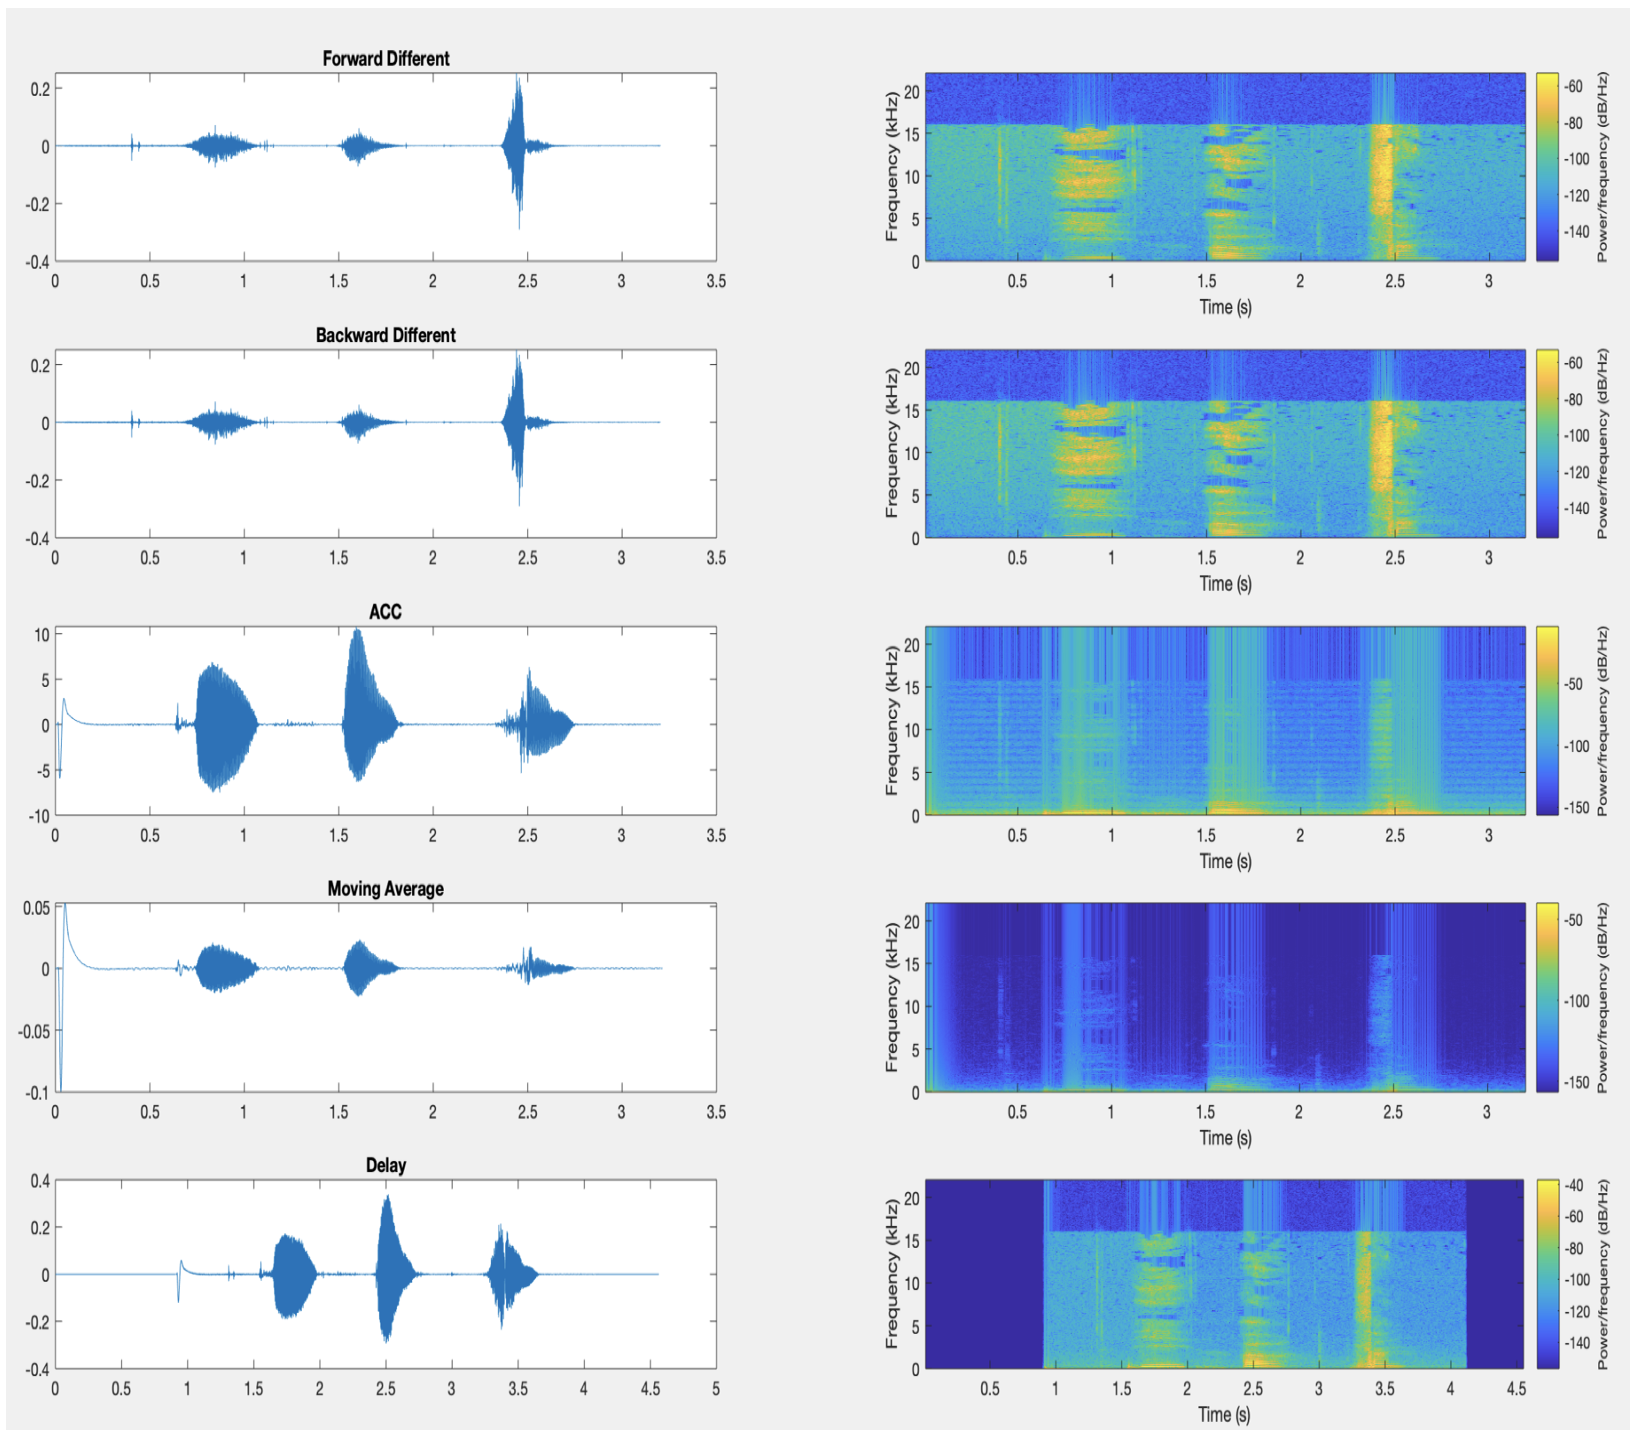 Forward Different
0.2
0
-0.2
-0.4
0 0.5 1 1.5 2 2.5 3 3.5
20
15
10
5
0
Frequency (kHz)
0.5 1 1.5 2 2.5 3
Time (s)
-60
-80
-100
-120
-140
Power/frequency (dB/Hz)
Backward Different
0.2
0
-0.2
-0.4
0 0.5 1 1.5 2 2.5 3 3.5
20
15
10
5
0
Frequency (kHz)
0.5 1 1.5 2 2.5 3
Time (s)
-60
-80
-100
-120
-140
Power/frequency (dB/Hz)
ACC
10
5
0
-5
-10
0 0.5 1 1.5 2 2.5 3 3.5
20
15
10
5
0
Frequency (kHz)
0.5 1 1.5 2 2.5 3
Time (s)
-50
-100
-150
Power/frequency (dB/Hz)
Moving Average
0.05
0
-0.05
-0.1
0 0.5 1 1.5 2 2.5 3 3.5
20
15
10
5
0
Frequency (kHz)
0.5 1 1.5 2 2.5 3
Time (s)
-50
-100
-150
Power/frequency (dB/Hz)
Delay
0.4
0.2
0
-0.2
-0.4
0 0.5 1 1.5 2 2.5 3 3.5 4 4.5 5
20
15
10
5
0
Frequency (kHz)
0.5 1 1.5 2 2.5 3 3.5 4 4.5
Time (s)
-40
-60
-80
-100
-120
-140
Power/frequency (dB/Hz)